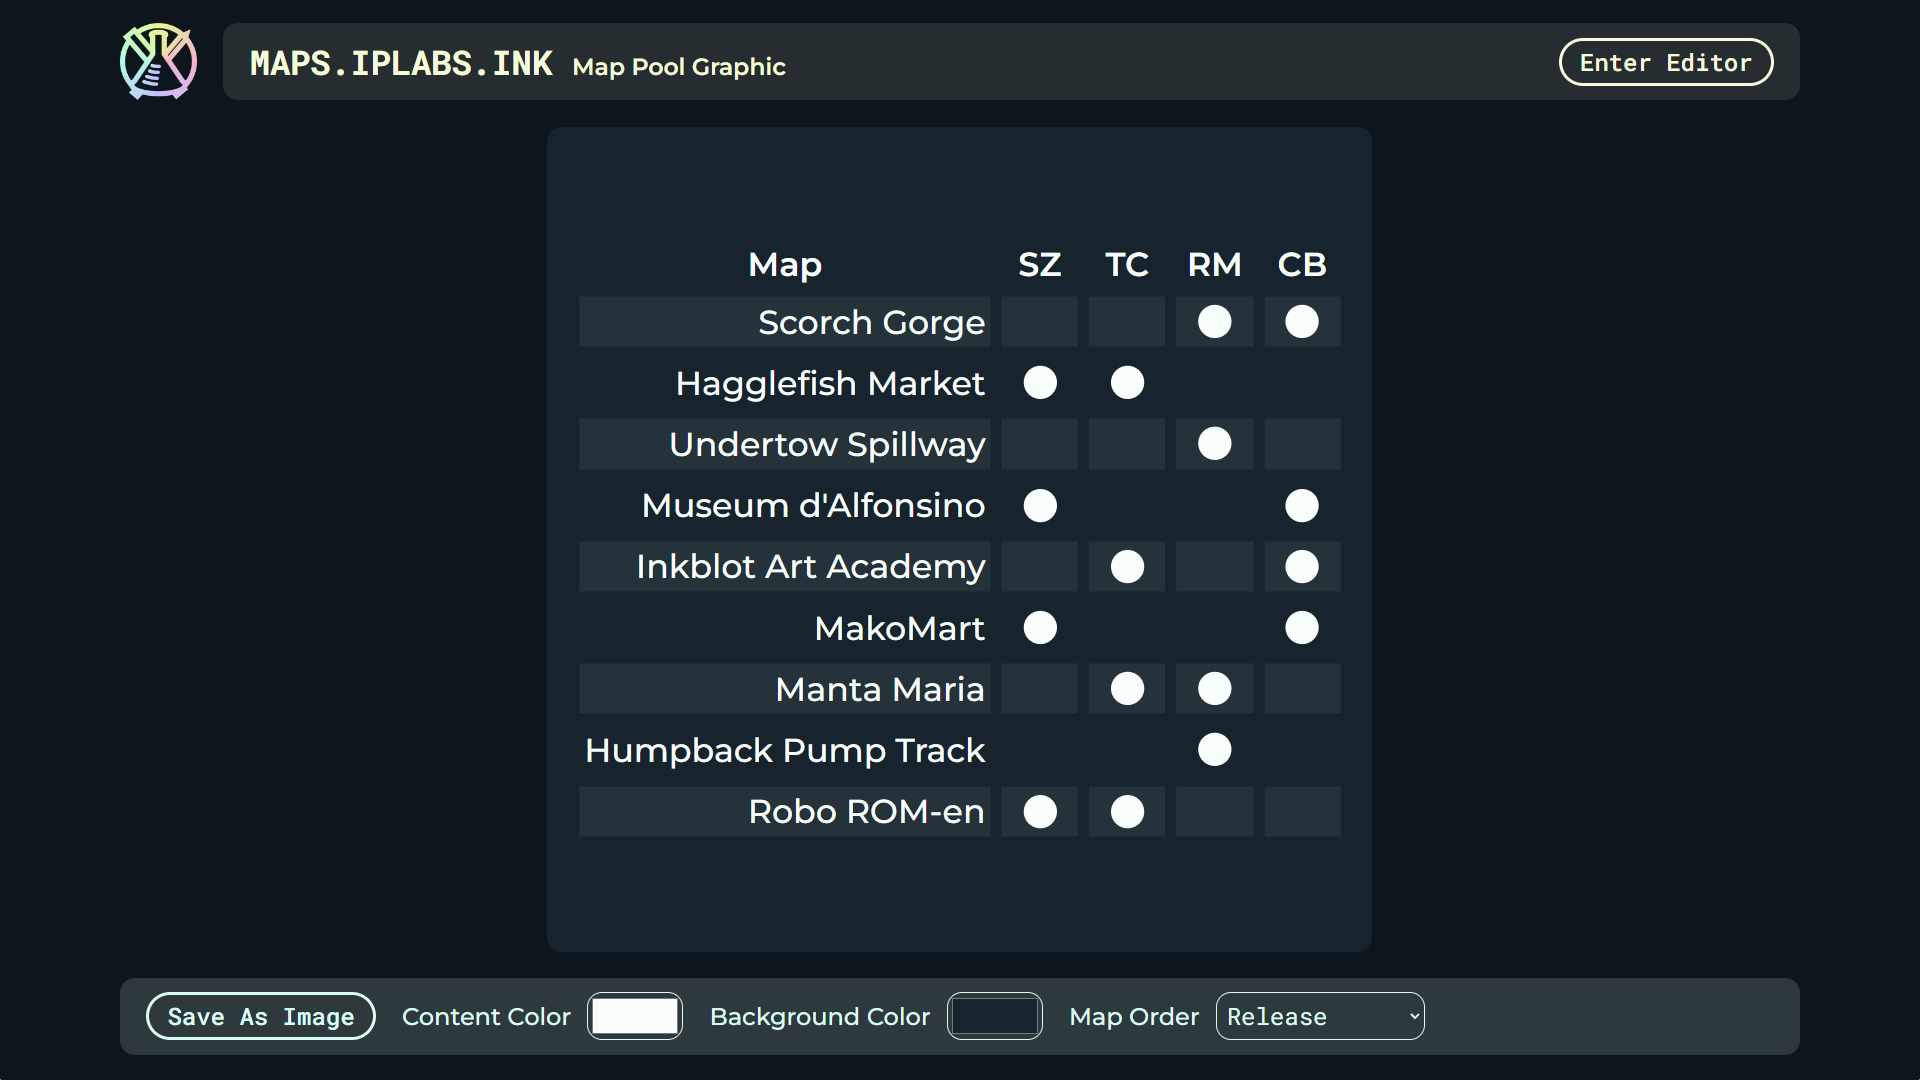 MAPS.IPLABS.INK Map Pool Graphic Enter Editor
Map SZ TC RM CB
Scorch Gorge
Hagglefish Market
Undertow Spillway
Museum d'Alfonsino
Inkblot Art Academy
MakoMart
Manta Maria
Humpback Pump Track
Robo ROM-en
Save As Image Content Color Background Color Map Order Release